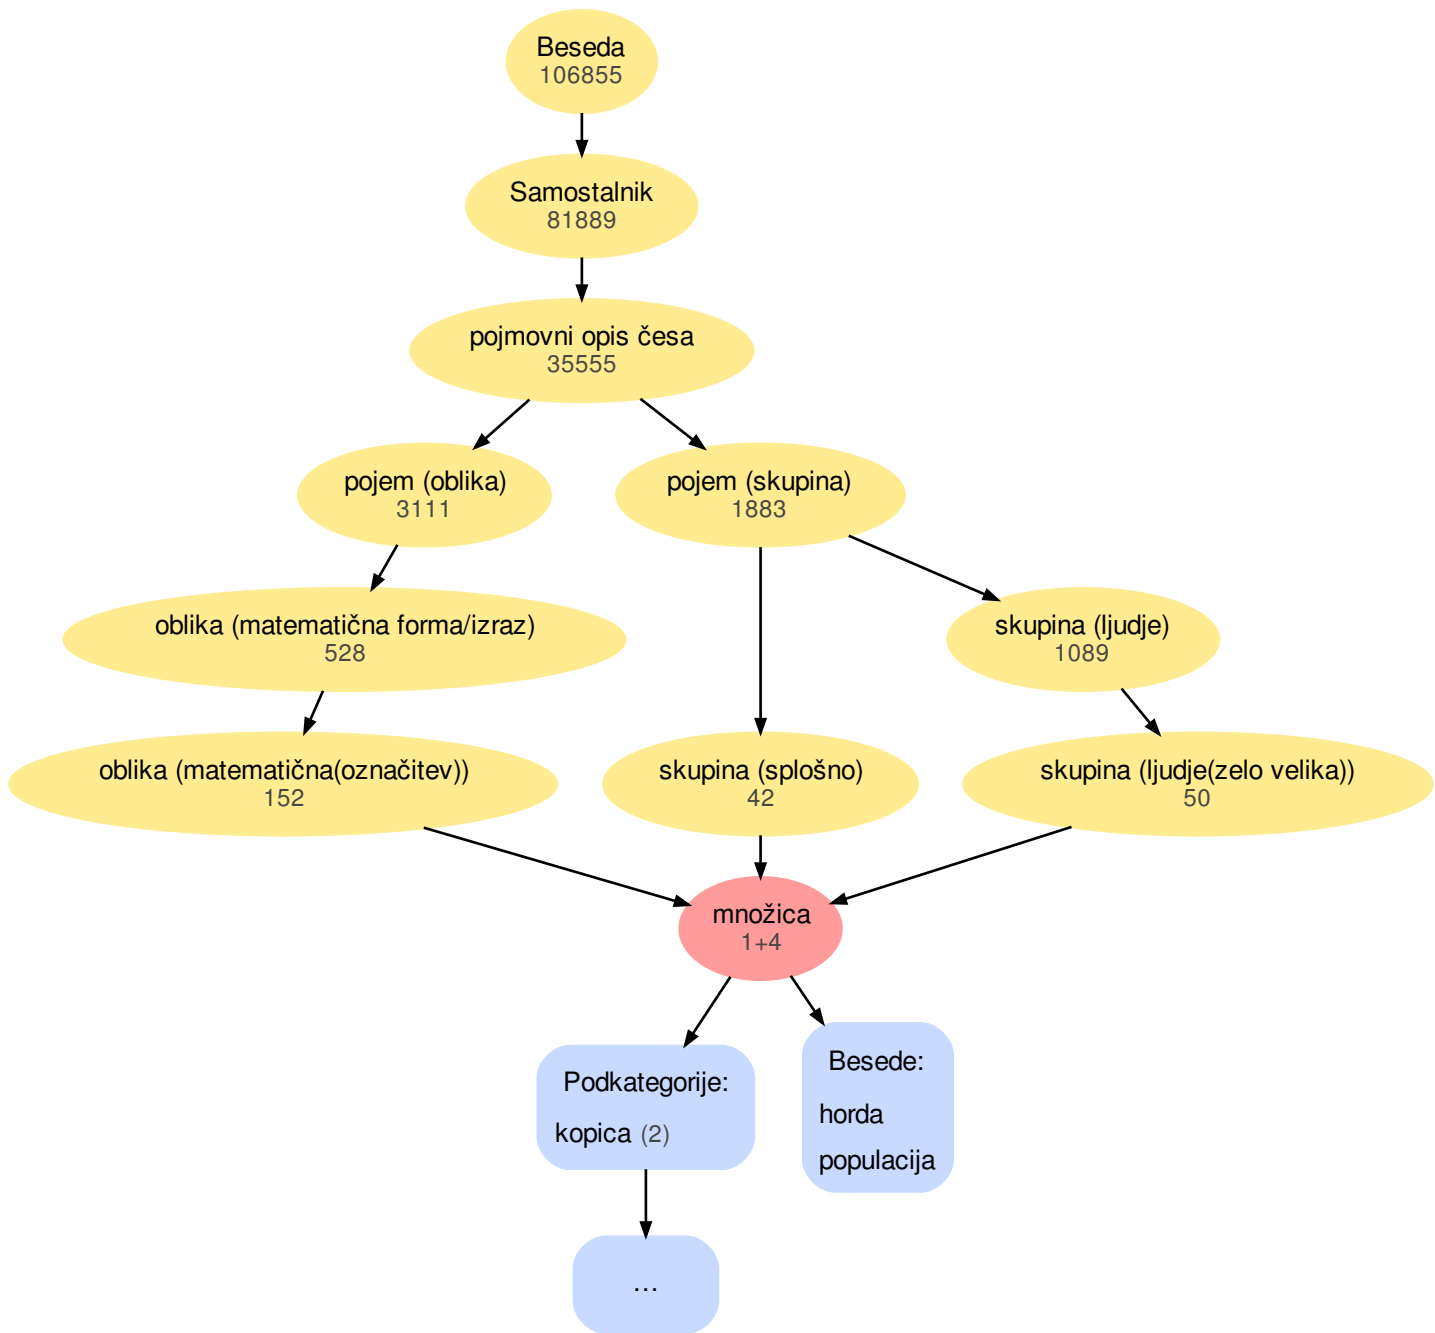 Beseda
106855
Samostalnik
81889
pojmovni opis česa
35555
pojem (oblika)
3111
pojem (skupina)
1883
oblika (matematična forma/izraz)
528
skupina (ljudje)
1089
oblika (matematična(označitev))
152
skupina (splošno)
42
skupina (ljudje(zelo velika))
50
množica
1+4
Podkategorije:
kopica (2)
Besede:
horda
populacija
...